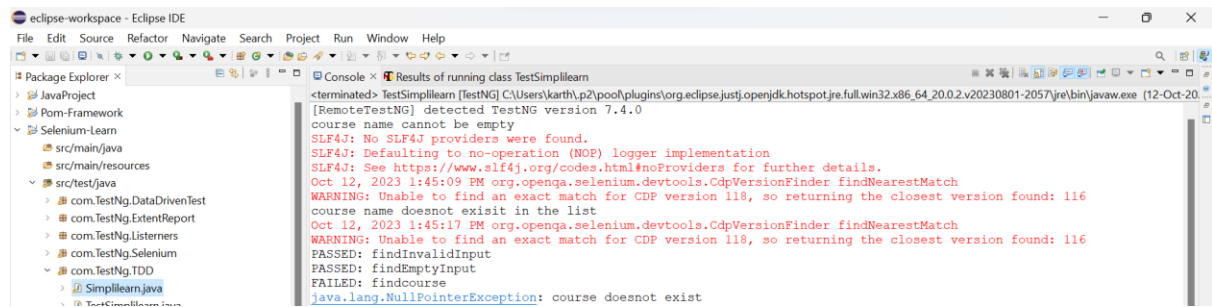 eclipse-workspace - Eclipse IDE
File Edit Source Refactor Navigate Search Project Run Window Help
Package Explorer
JavaProject
Pom-Framework
Selenium-Learn
src/main/java
src/main/resources
src/test/java
com.TestNg.DataDrivenTest
com.TestNg.ExtentReport
com.TestNg.Listerners
com.TestNg.Selenium
com.TestNg.TDD
Simplilearn.java
TestSimplilearn.java
Console Results of running class TestSimplilearn
<terminated> TestSimplilearn [TestNG] C:\Users\karth\.p2\pool\plugins\org.eclipse.justj.openjdk.hotspot.jre.full.win32.x86_64_20.0.2.v20230801-2057\jre\bin\javaw.exe (12-Oct-20
[RemoteTestNG] detected TestNG version 7.4.0
course name cannot be empty
SLF4J: No SLF4J providers were found.
SLF4J: Defaulting to no-operation (NOP) logger implementation
SLF4J: See https://www.slf4j.org/codes.html#noProviders for further details.
Oct 12, 2023 1:45:09 PM org.openqa.selenium.devtools.CdpVersionFinder findNearestMatch
WARNING: Unable to find an exact match for CDP version 118, so returning the closest version found: 116
course name doesnot exisit in the list
Oct 12, 2023 1:45:17 PM org.openqa.selenium.devtools.CdpVersionFinder findNearestMatch
WARNING: Unable to find an exact match for CDP version 118, so returning the closest version found: 116
PASSED: findInvalidInput
PASSED: findEmptyInput
FAILED: findcourse
java.lang.NullPointerException: course doesnot exist